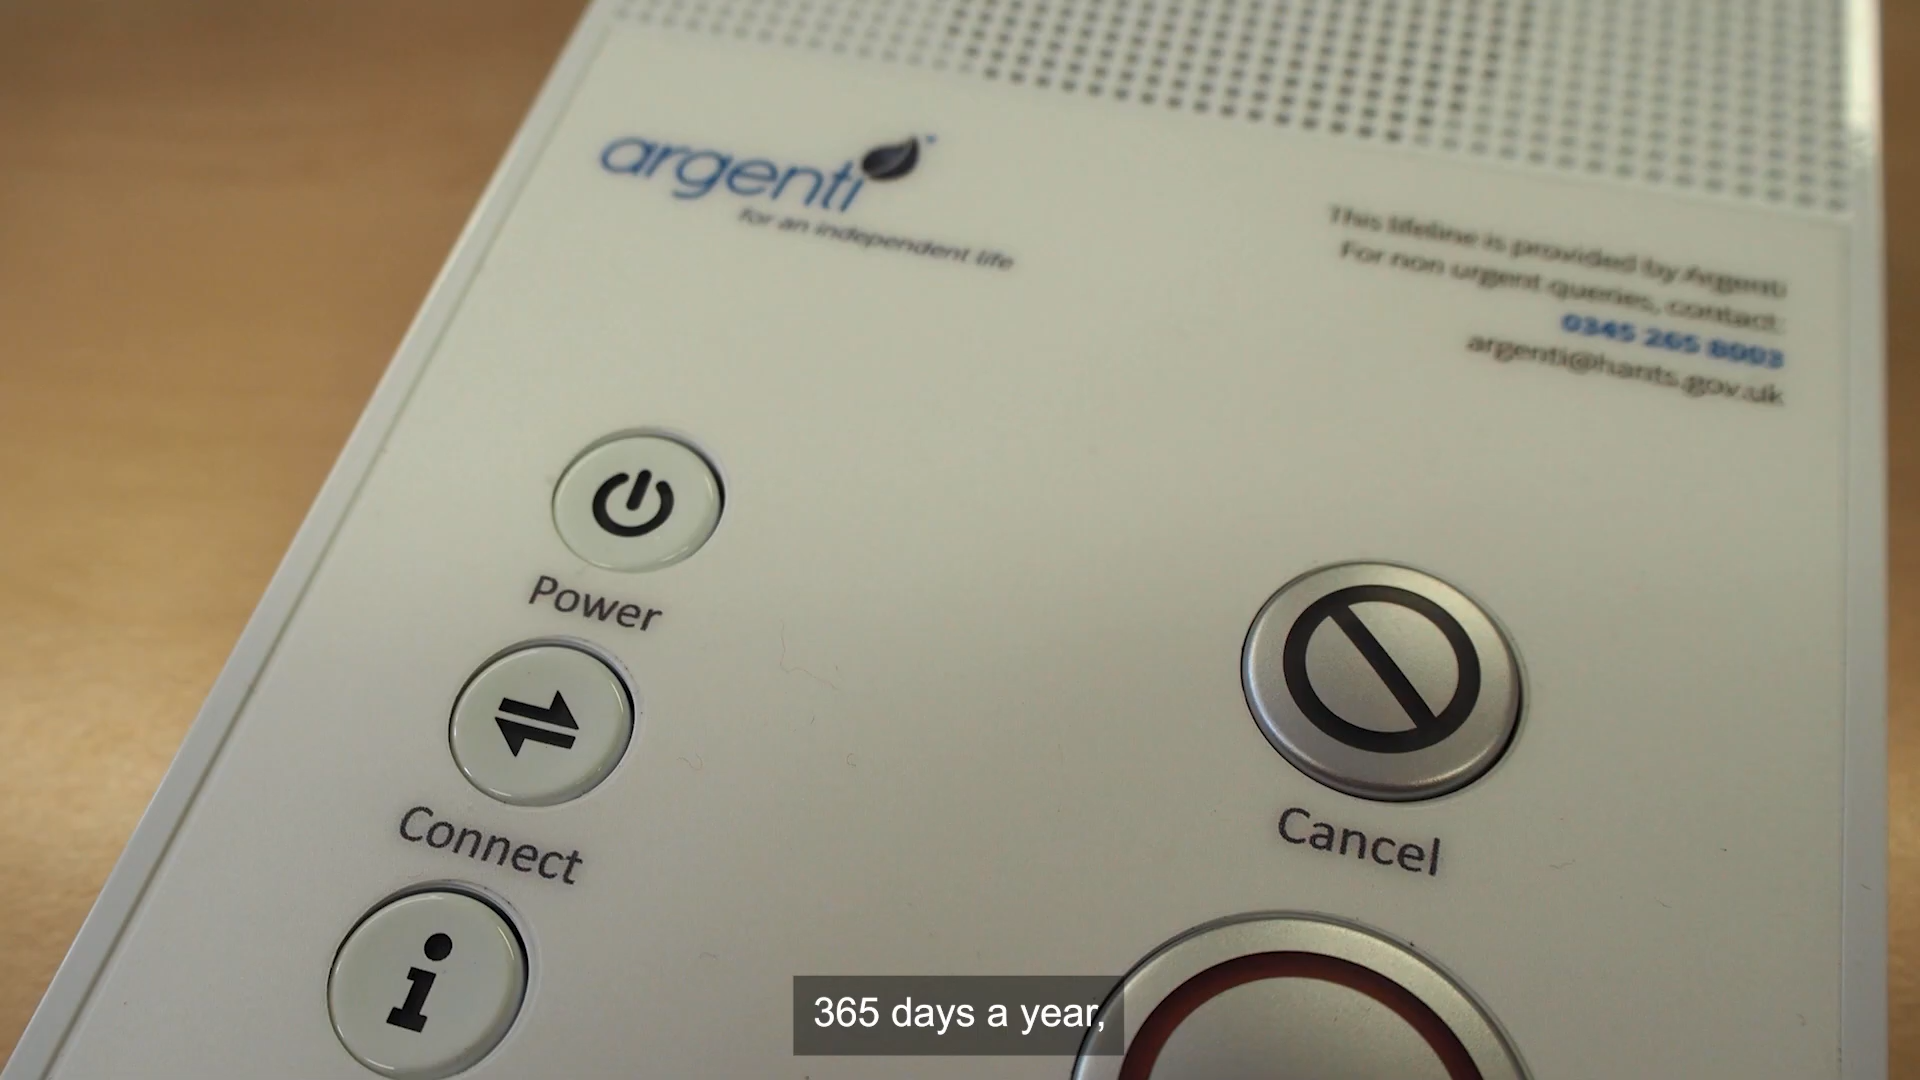 argenti
for an independent life
This lifeline is provided by Argenti
For non urgent queries, contact:
0345 265 8003
argenti@hants.gov.uk
Power
Connect
Cancel
365 days a year,